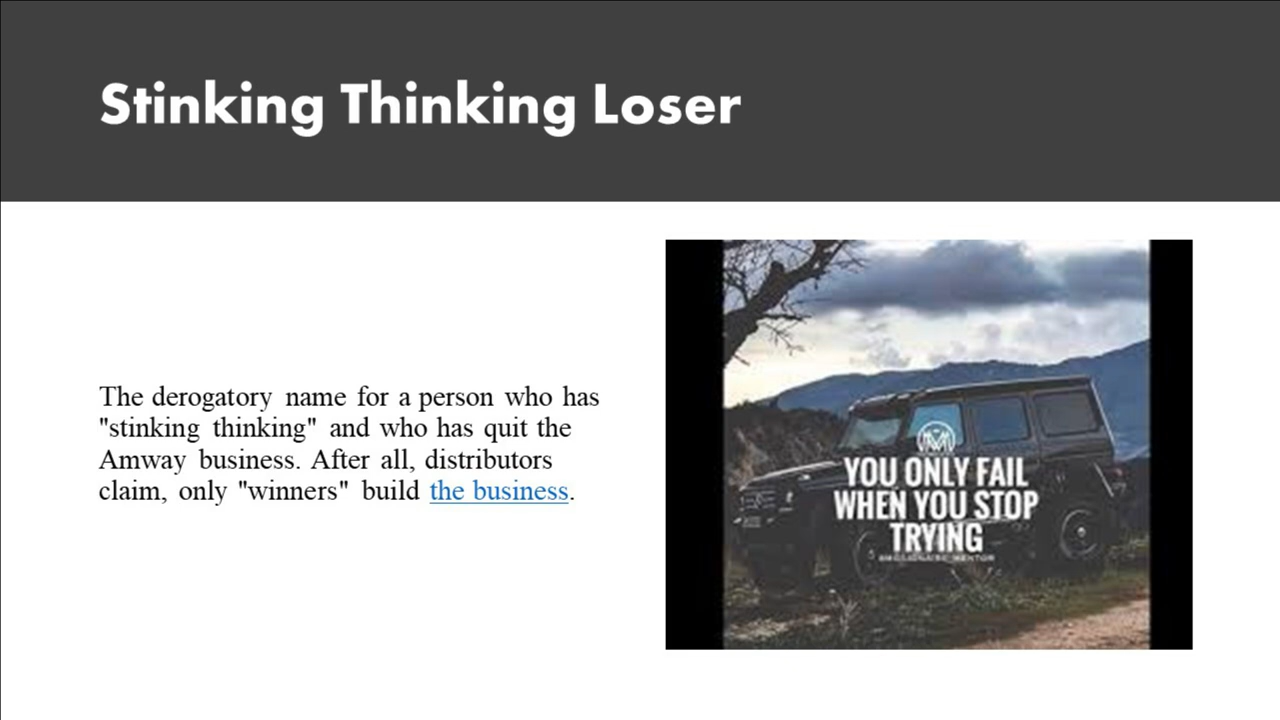 Stinking Thinking Loser
The derogatory name for a person who has
"stinking thinking" and who has quit the
Amway business. After all, distributors
claim, only "winners" build the business.
YOU ONLY FAIL
WHEN YOU STOP
TRYING